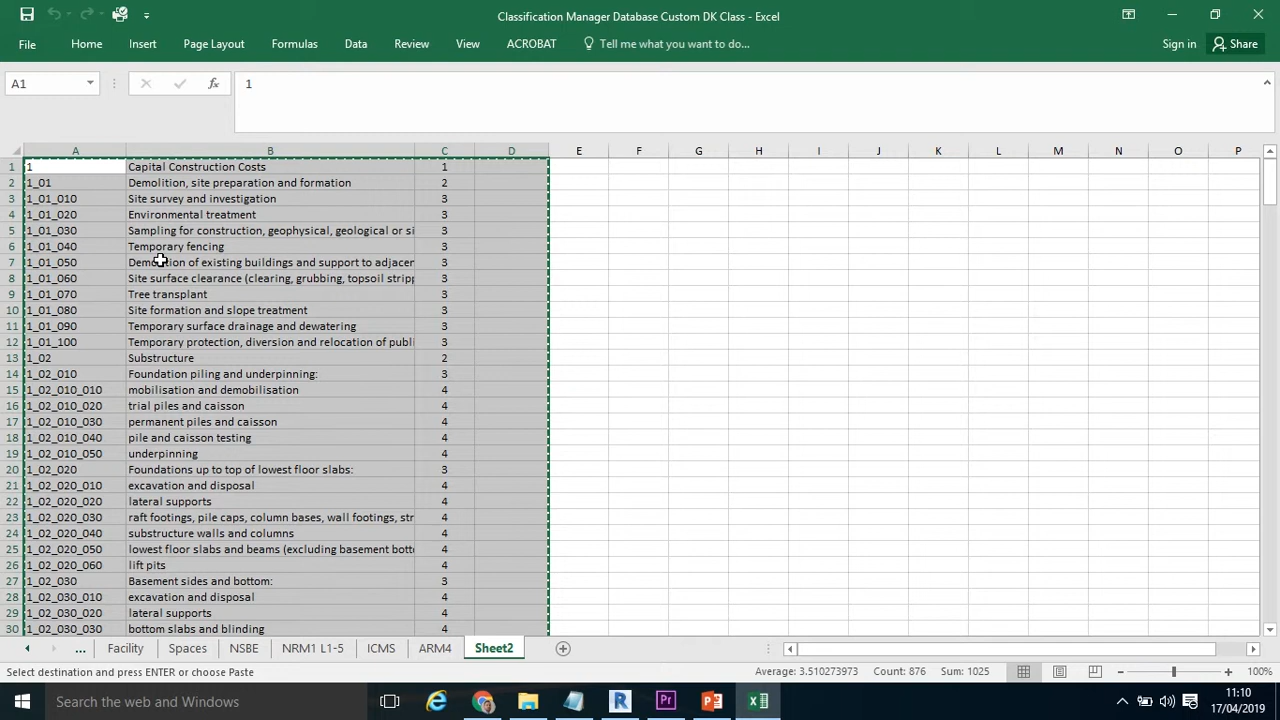 Classification Manager Database Custom DK Class - Excel
File Home Insert Page Layout Formulas Data Review View ACROBAT Tell me what you want to do... Sign in Share
A1 fx 1
A B C D E F G H I J K L M N O P
1 1 Capital Construction Costs 1
2 1_01 Demolition, site preparation and formation 2
3 1_01_010 Site survey and investigation 3
4 1_01_020 Environmental treatment 3
5 1_01_030 Sampling for construction, geophysical, geological or si 3
6 1_01_040 Temporary fencing 3
7 1_01_050 Demolition of existing buildings and support to adjacen 3
8 1_01_060 Site surface clearance (clearing, grubbing, topsoil stripp 3
9 1_01_070 Tree transplant 3
10 1_01_080 Site formation and slope treatment 3
11 1_01_090 Temporary surface drainage and dewatering 3
12 1_01_100 Temporary protection, diversion and relocation of publi 3
13 1_02 Substructure 2
14 1_02_010 Foundation piling and underpinning: 3
15 1_02_010_010 mobilisation and demobilisation 4
16 1_02_010_020 trial piles and caisson 4
17 1_02_010_030 permanent piles and caisson 4
18 1_02_010_040 pile and caisson testing 4
19 1_02_010_050 underpinning 4
20 1_02_020 Foundations up to top of lowest floor slabs: 3
21 1_02_020_010 excavation and disposal 4
22 1_02_020_020 lateral supports 4
23 1_02_020_030 raft footings, pile caps, column bases, wall footings, str 4
24 1_02_020_040 substructure walls and columns 4
25 1_02_020_050 lowest floor slabs and beams (excluding basement botto 4
26 1_02_020_060 lift pits 4
27 1_02_030 Basement sides and bottom: 3
28 1_02_030_010 excavation and disposal 4
29 1_02_030_020 lateral supports 4
30 1_02_030_030 bottom slabs and blinding 4
... Facility Spaces NSBE NRM1 L1-5 ICMS ARM4 Sheet2
Select destination and press ENTER or choose Paste Average: 3.510273973 Count: 876 Sum: 1025 100%
Search the web and Windows 11:10
17/04/2019